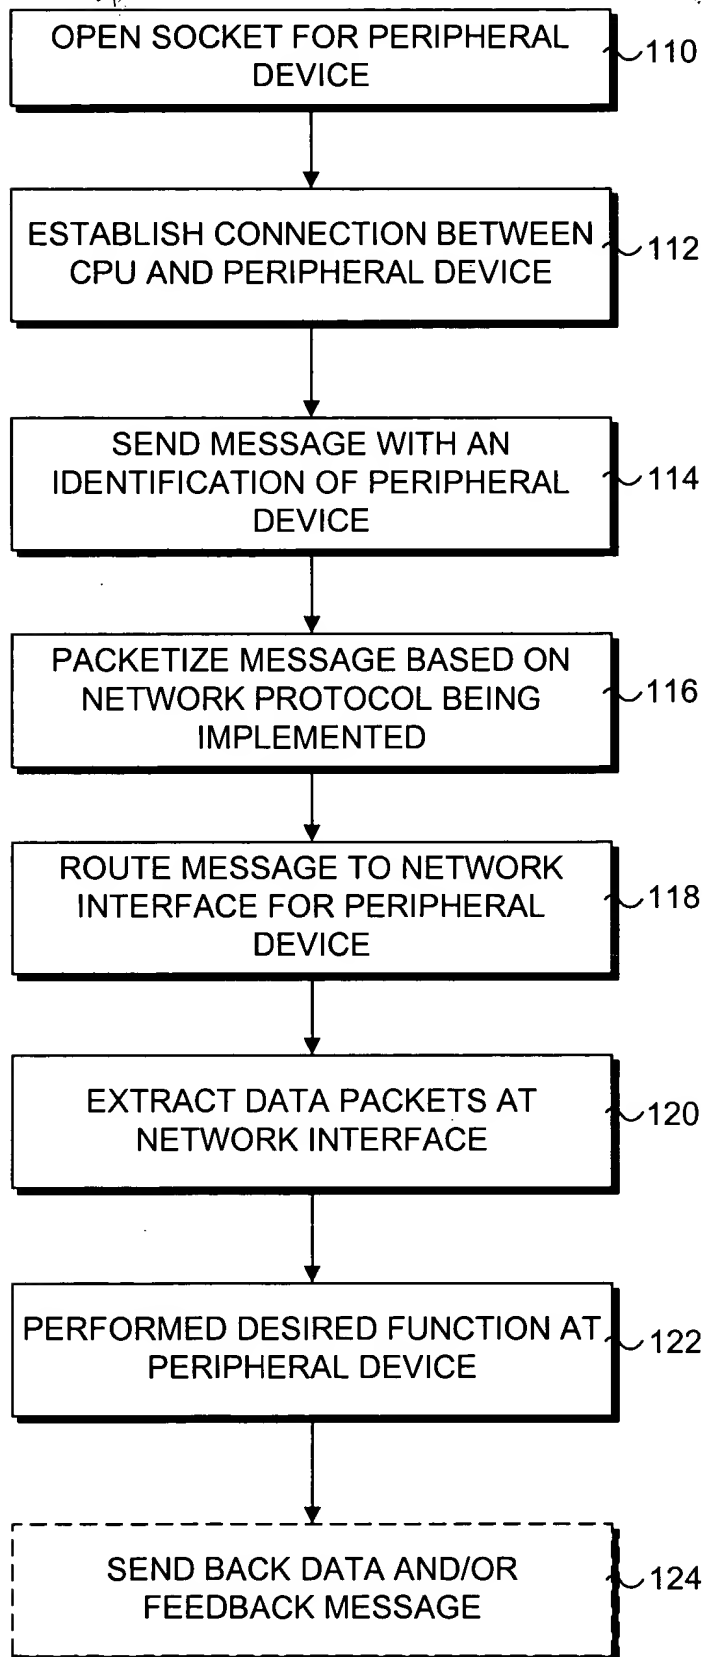 OPEN SOCKET FOR PERIPHERAL
DEVICE
110
ESTABLISH CONNECTION BETWEEN
CPU AND PERIPHERAL DEVICE
112
SEND MESSAGE WITH AN
IDENTIFICATION OF PERIPHERAL
DEVICE
114
PACKETIZE MESSAGE BASED ON
NETWORK PROTOCOL BEING
IMPLEMENTED
116
ROUTE MESSAGE TO NETWORK
INTERFACE FOR PERIPHERAL
DEVICE
118
EXTRACT DATA PACKETS AT
NETWORK INTERFACE
120
PERFORMED DESIRED FUNCTION AT
PERIPHERAL DEVICE
122
SEND BACK DATA AND/OR
FEEDBACK MESSAGE
124